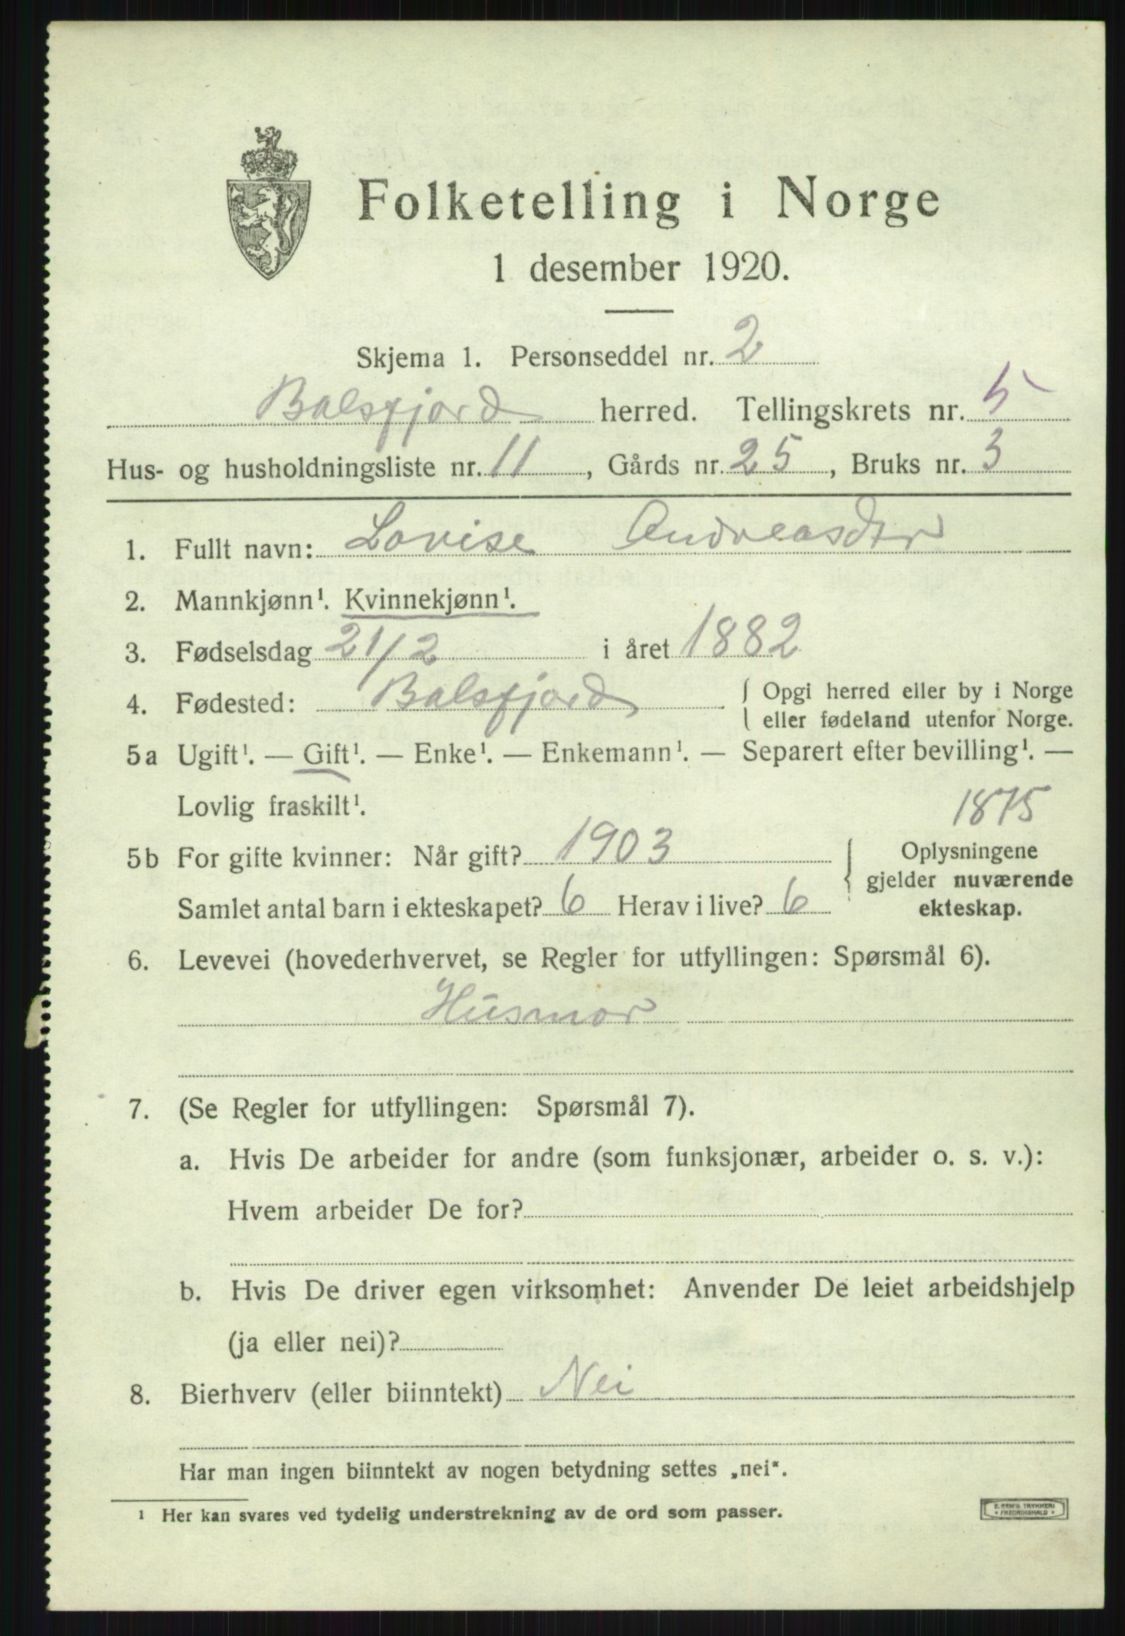 Folketelling i Norge
1 desember 1920.
Skjema 1. Personseddel nr. 2
Balsfjord herred. Tellingskrets nr. 5
Hus- og husholdningsliste nr. 11, Gårds nr. 25, Bruks nr. 3
1. Fullt navn: Lovise Andreasdtr
2. Mannkjønn¹. Kvinnekjønn¹.
3. Fødselsdag 21/2 i året 1882
4. Fødested: Balsfjord { Opgi herred eller by i Norge
eller fødeland utenfor Norge.
5a Ugift¹. — Gift¹. — Enke¹. — Enkemann¹. — Separert efter bevilling¹. —
Lovlig fraskilt¹.
1875
5b For gifte kvinner: Når gift? 1903
Samlet antal barn i ekteskapet? 6 Herav i live? 6
Oplysningene
gjelder nuværende
ekteskap.
6. Levevei (hovederhvervet, se Regler for utfyllingen: Spørsmål 6).
Husmor
7. (Se Regler for utfyllingen: Spørsmål 7).
a. Hvis De arbeider for andre (som funksjonær, arbeider o. s. v.):
Hvem arbeider De for?
b. Hvis De driver egen virksomhet: Anvender De leiet arbeidshjelp
(ja eller nei)?
8. Bierhverv (eller biinntekt) Nei
Har man ingen biinntekt av nogen betydning settes „nei".
¹ Her kan svares ved tydelig understrekning av de ord som passer.